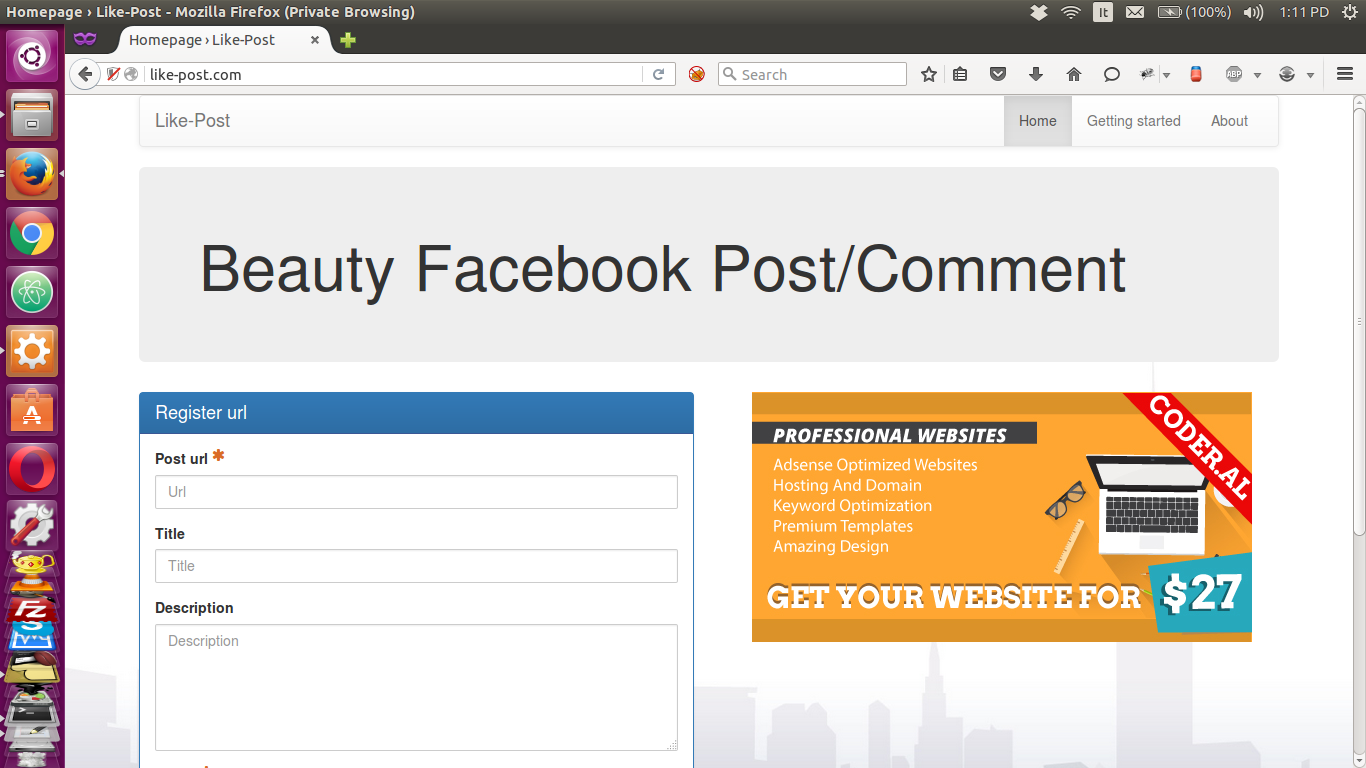 Homepage › Like-Post - Mozilla Firefox (Private Browsing)
It
(100%)
1:11 PD
Homepage › Like-Post
like-post.com
Search
ABP
Like-Post
Home
Getting started
About
Beauty Facebook Post/Comment
Register url
Post url *
Url
Title
Title
Description
Description
PROFESSIONAL WEBSITES
Adsense Optimized Websites
Hosting And Domain
Keyword Optimization
Premium Templates
Amazing Design
GET YOUR WEBSITE FOR
$27
CODER.AL
FZ